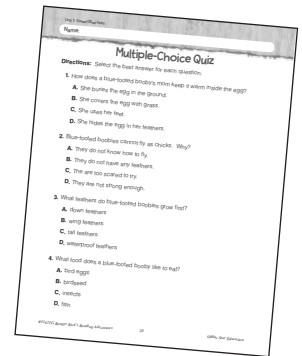 Name:
Multiple-Choice Quiz
Directions: Select the best answer for each question.
1. How does a blue-footed booby's mom keep it warm inside the egg?
A. She buries the egg in the ground.
B. She covers the egg with grass.
C. She uses her feet.
D. She hides the egg in her feathers.
2. Blue-footed boobies cannot fly as chicks. Why?
A. They do not know how to fly.
B. They do not have any feathers.
C. The are too scared to try.
D. They are not strong enough.
3. What feathers do blue-footed boobies grow first?
A. down feathers
B. wing feathers
C. tail feathers
D. waterproof feathers
4. What food does a blue-footed booby like to eat?
A. bird eggs
B. birdseed
C. insects
D. fish